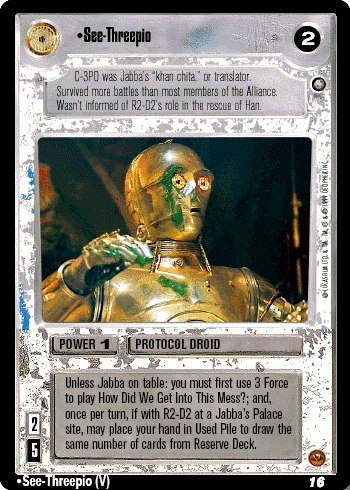 •See-Threepio
2
C-3PO was Jabba's "khan chita," or translator.
Survived more battles than most members of the Alliance.
Wasn't informed of R2-D2's role in the rescue of Han.
POWER 1
PROTOCOL DROID
Unless Jabba on table: you must first use 3 Force
to play How Did We Get Into This Mess?; and,
once per turn, if with R2-D2 at a Jabba's Palace
site, may place your hand in Used Pile to draw the
same number of cards from Reserve Deck.
2
5
•See-Threepio (V)
16